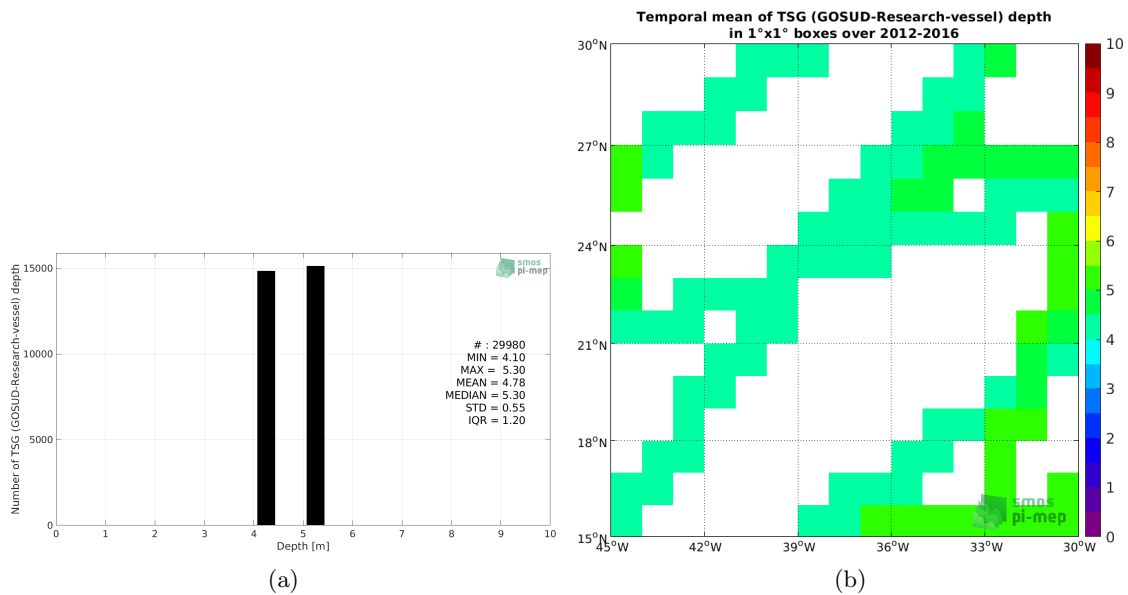 Number of TSG (GOSUD-Research-vessel) depth
15000
10000
5000
0
0 1 2 3 4 5 6 7 8 9 10
Depth [m]
smos
pi-mep
# : 29980
MIN = 4.10
MAX = 5.30
MEAN = 4.78
MEDIAN = 5.30
STD = 0.55
IQR = 1.20
(a)
Temporal mean of TSG (GOSUD-Research-vessel) depth
in 1°x1° boxes over 2012-2016
30°N
27°N
24°N
21°N
18°N
15°N
45°W 42°W 39°W 36°W 33°W 30°W
smos
pi-mep
10
9
8
7
6
5
4
3
2
1
0
(b)